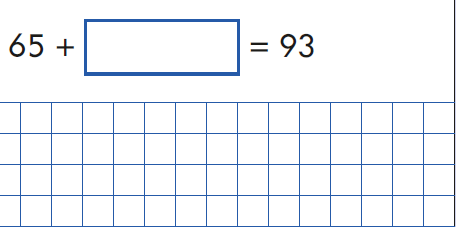 65 + = 93